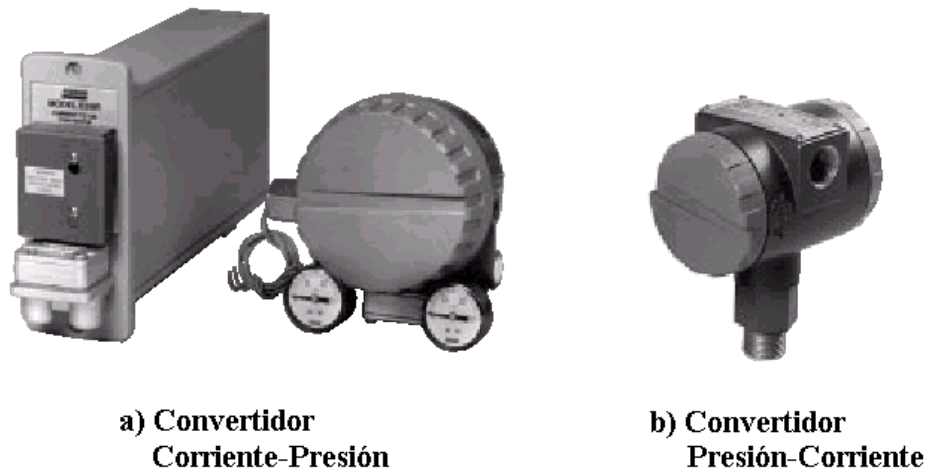 a) Convertidor
Corriente-Presión
b) Convertidor
Presión-Corriente